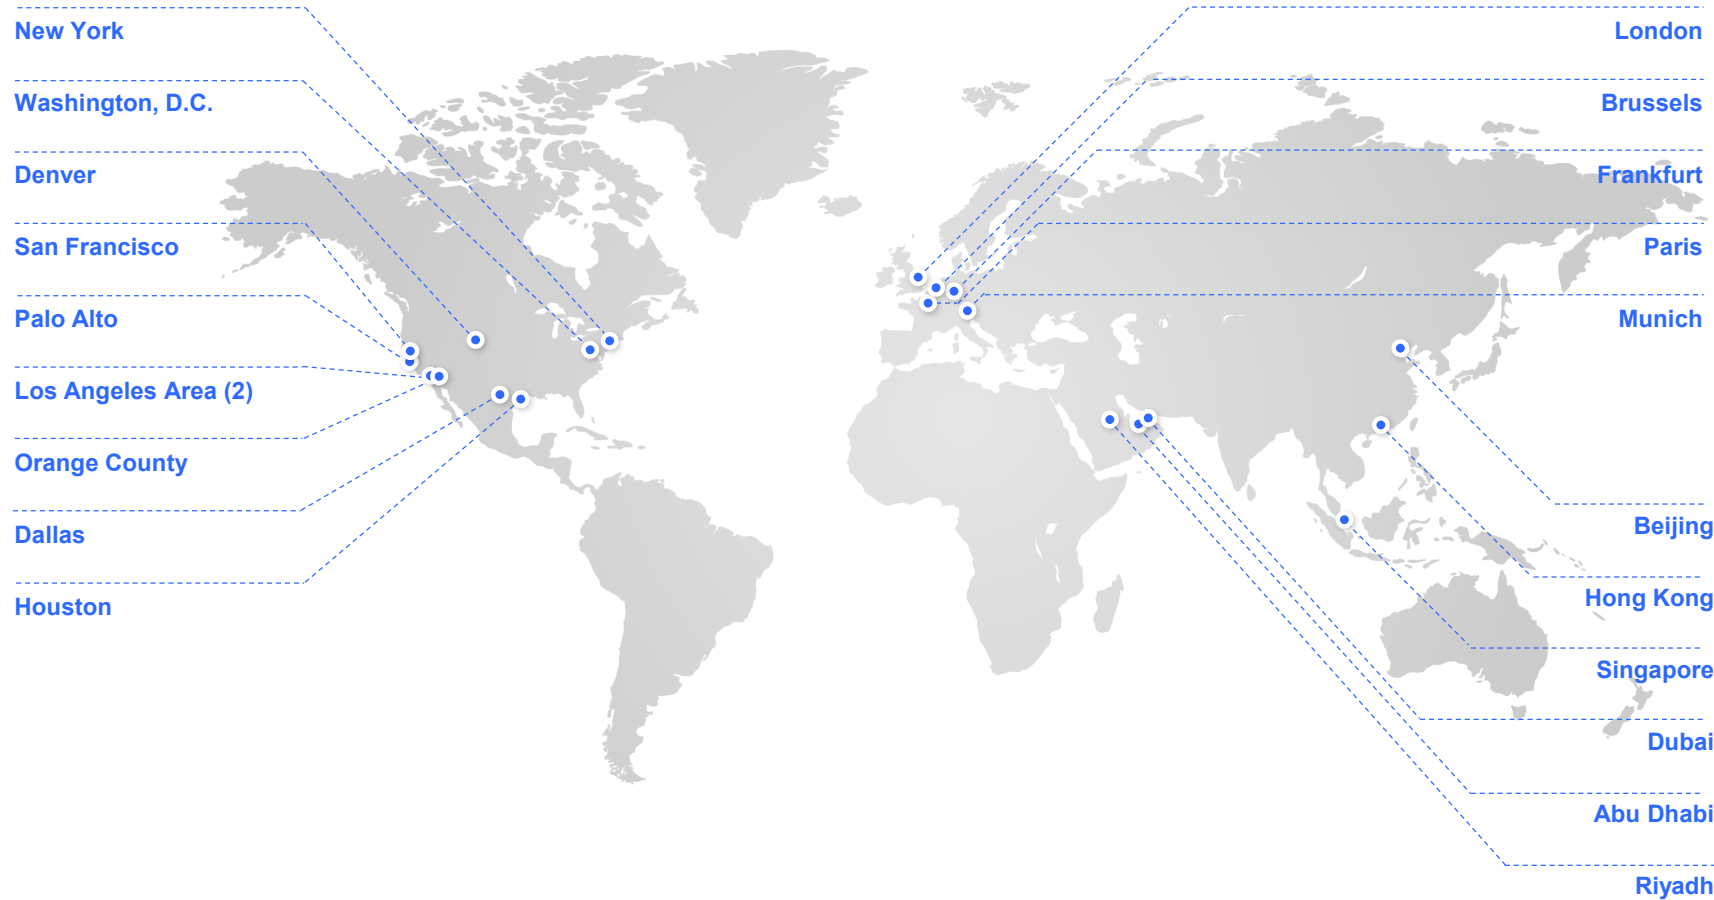 New York
Washington, D.C.
Denver
San Francisco
Palo Alto
Los Angeles Area (2)
Orange County
Dallas
Houston
London
Brussels
Frankfurt
Paris
Munich
Beijing
Hong Kong
Singapore
Dubai
Abu Dhabi
Riyadh